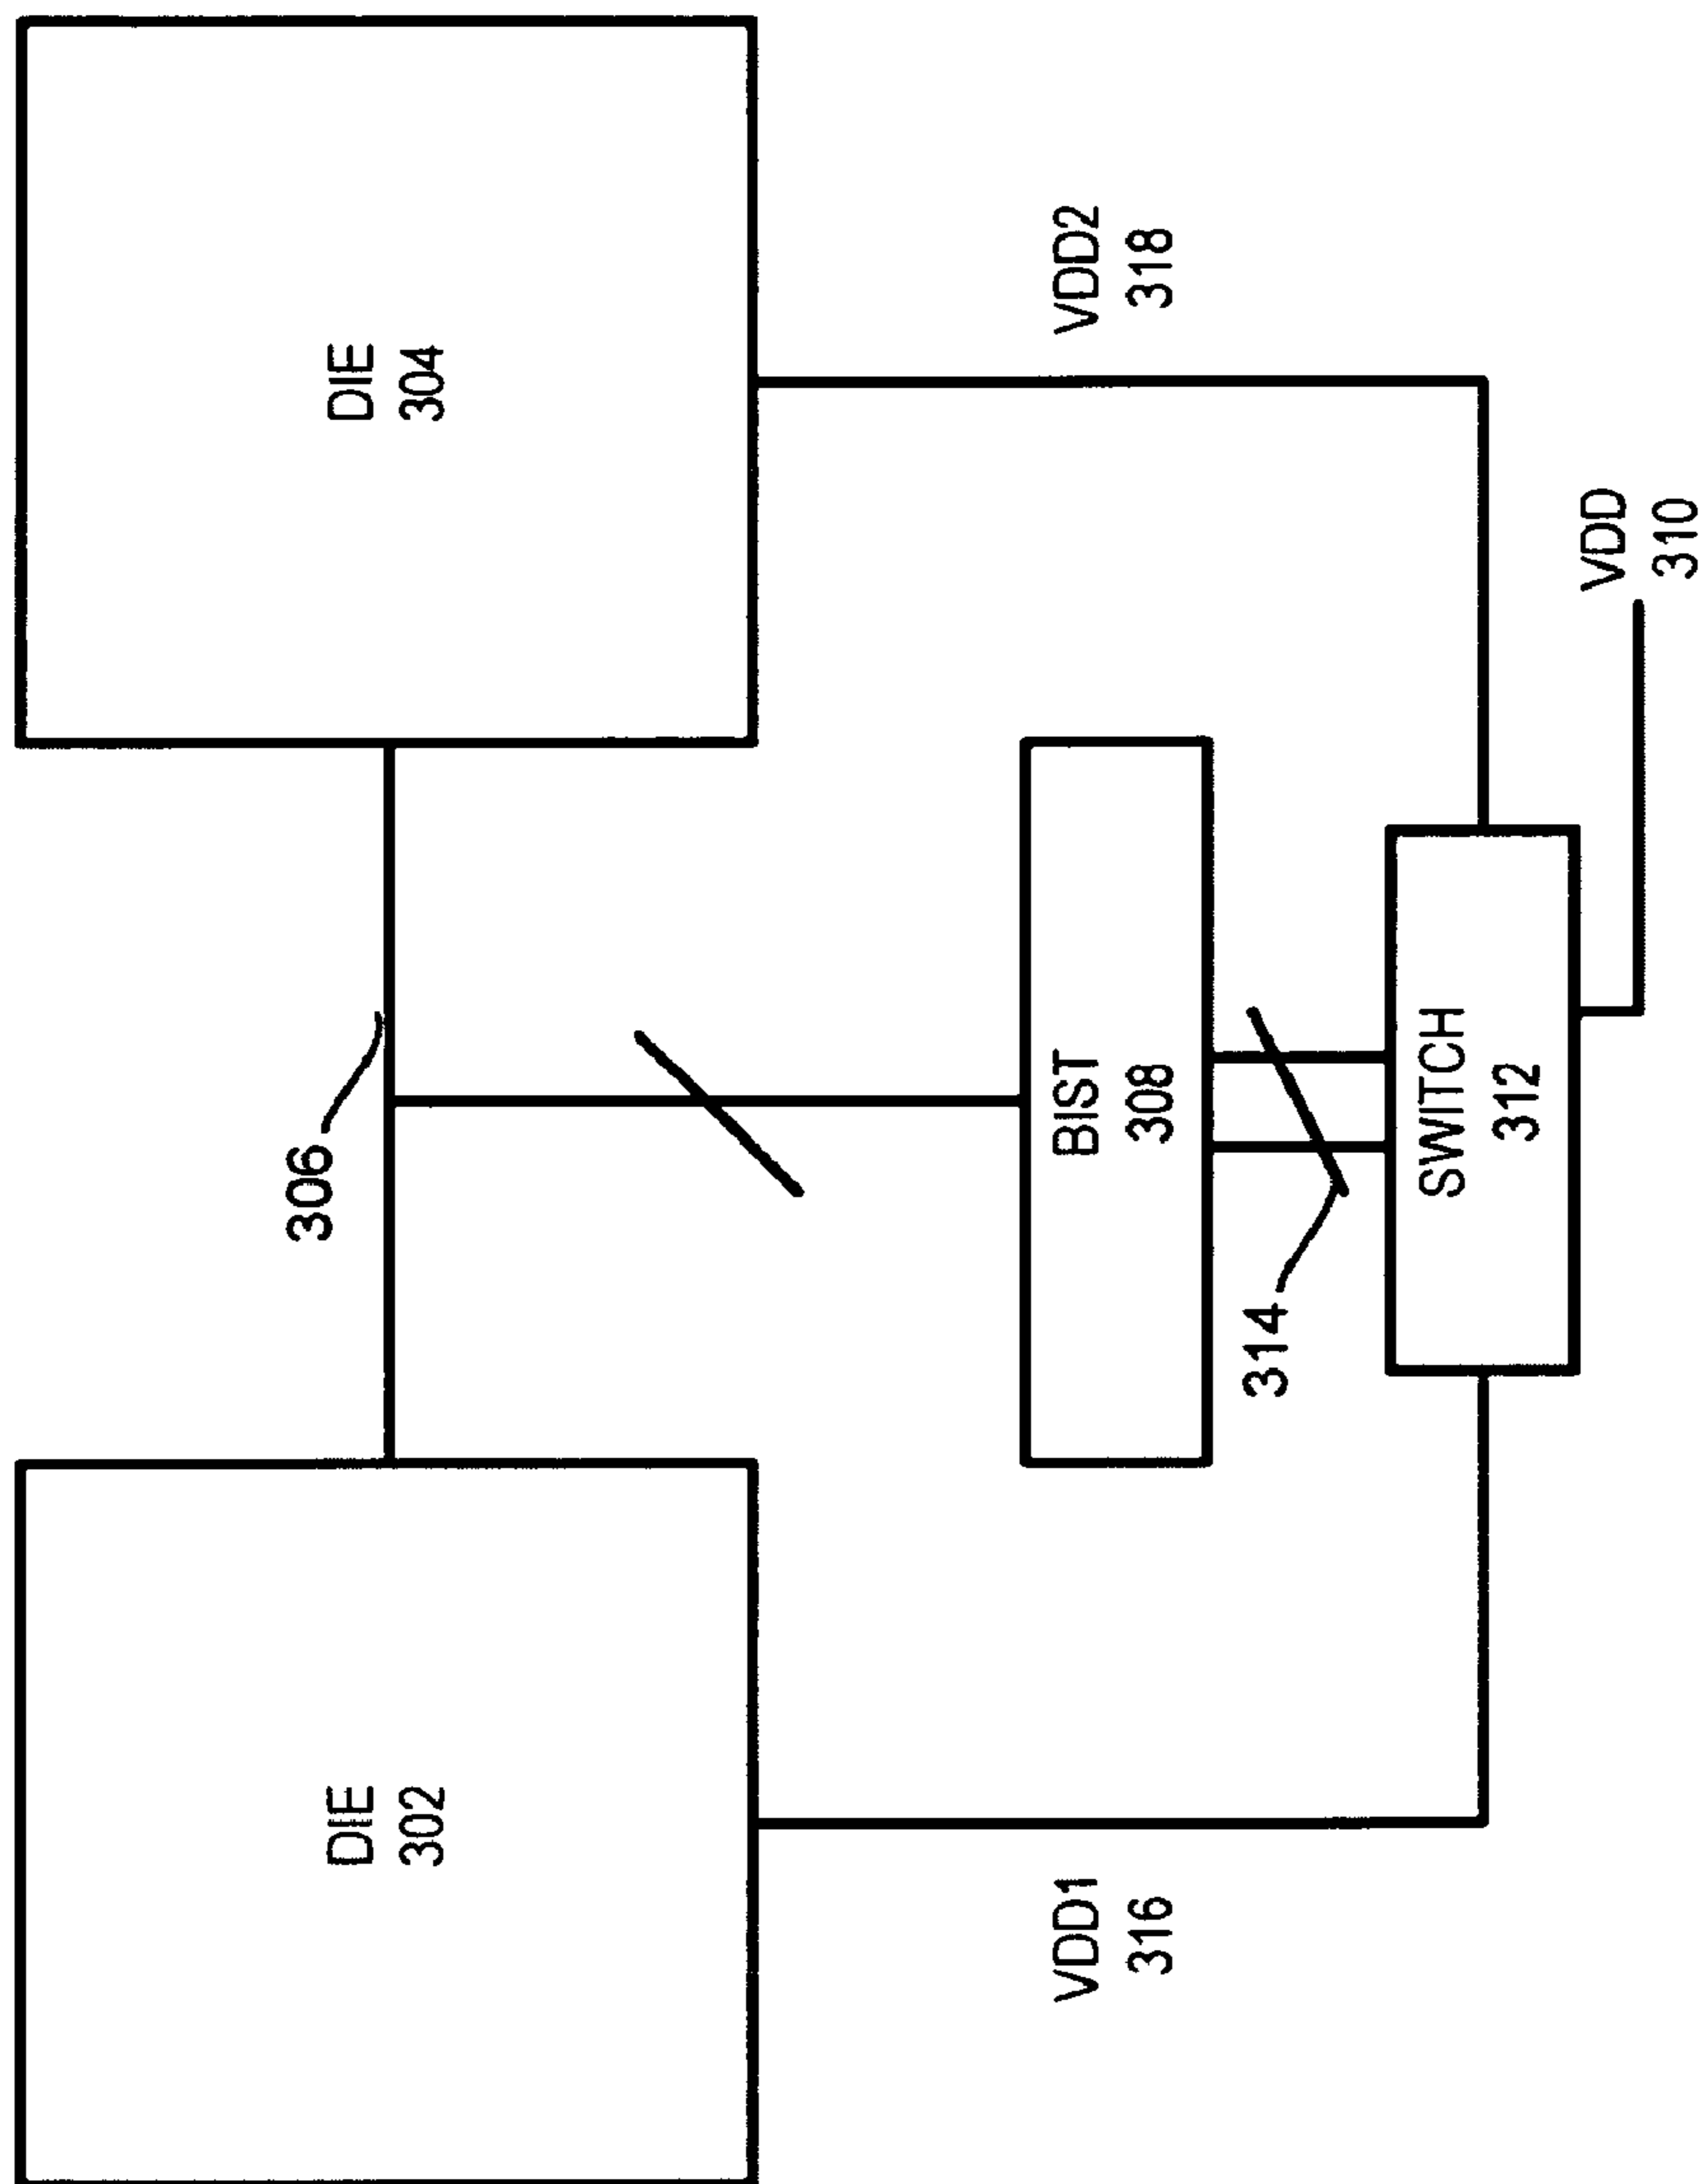 DIE
302
DIE
304
306
VDD1
316
BIST
308
VDD2
318
314
SWITCH
312
VDD
310